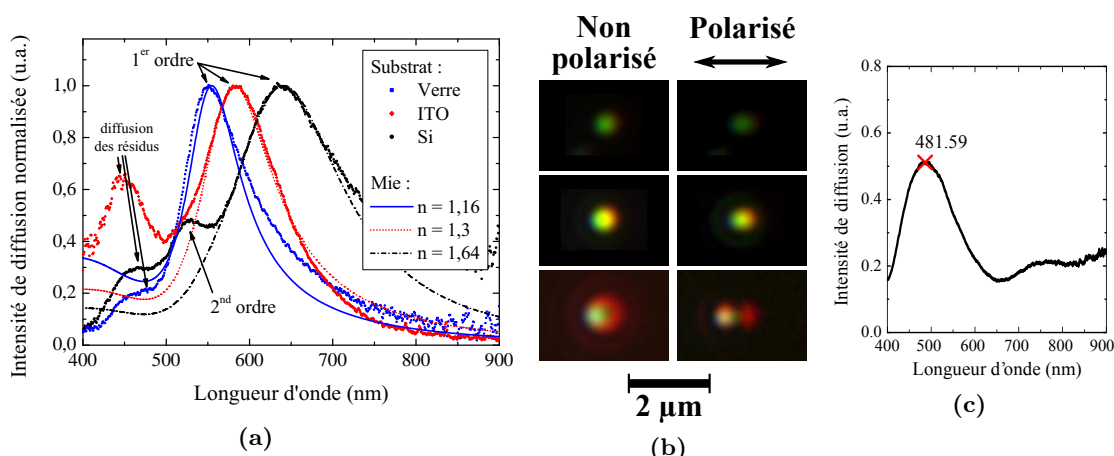 Intensité de diffusion normalisée (u.a.)
1,0
0,8
0,6
0,4
0,2
0,0
400 500 600 700 800 900
Longueur d'onde (nm)
1er ordre
diffusion
des résidus
2nd ordre
Substrat :
Verre
ITO
Si
Mie :
n = 1,16
n = 1,3
n = 1,64
(a)
Non
polarisé
Polarisé
2 µm
(b)
Intensité de diffusion (u.a.)
0.8
0.6
0.4
0.2
0.0
481.59
400 500 600 700 800 900
Longueur d'onde (nm)
(c)